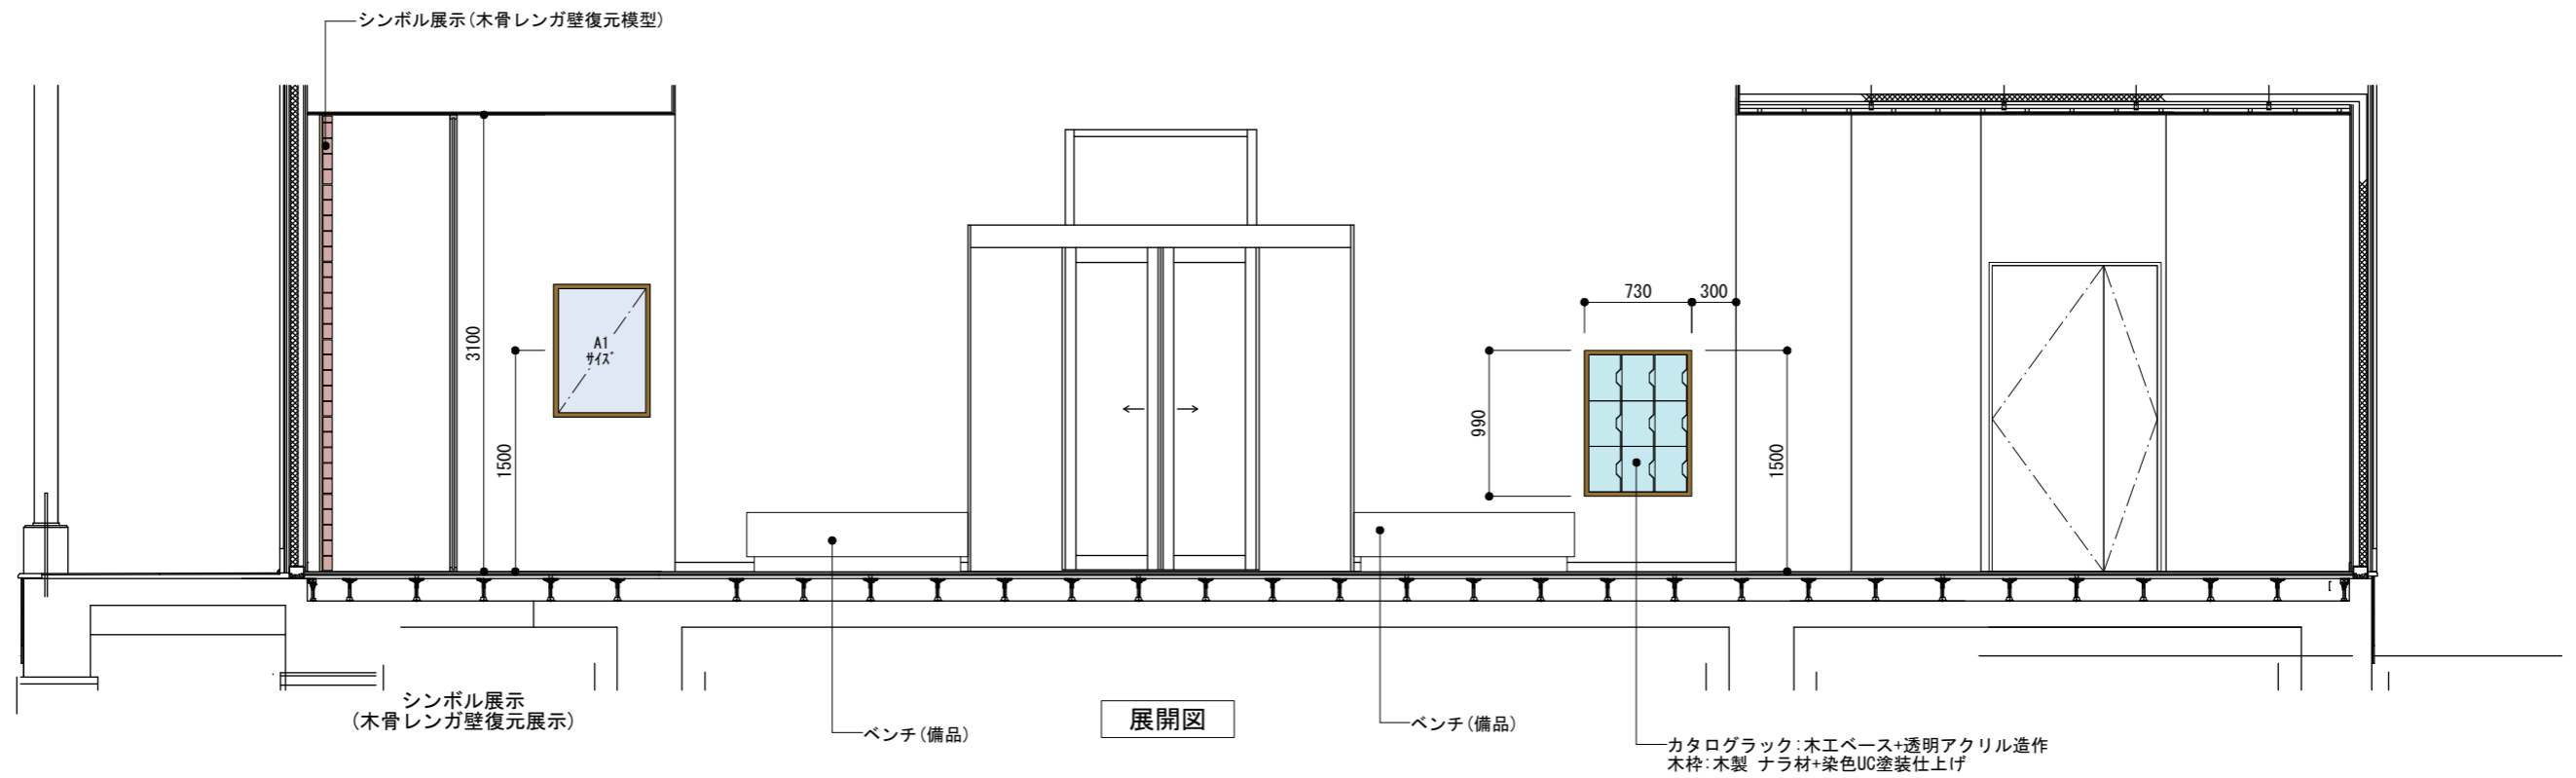 シンボル展示(木骨レンガ壁復元模型)
730
300
3100
A1
サイズ
1500
990
1500
シンボル展示
(木骨レンガ壁復元展示)
展開図
ベンチ(備品)
ベンチ(備品)
カタログラック:木工ベース+透明アクリル造作
木枠:木製 ナラ材+染色UC塗装仕上げ